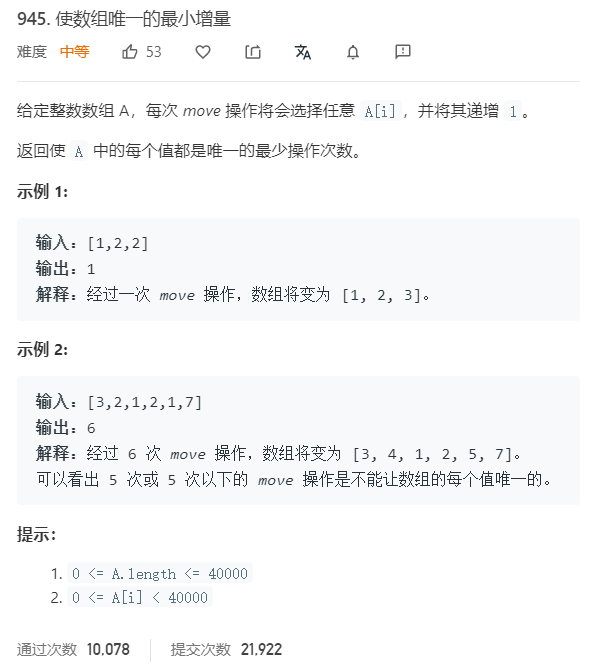 945. 使数组唯一的最小增量
难度 中等 53
给定整数数组 A，每次 move 操作将会选择任意 A[i]，并将其递增 1。
返回使 A 中的每个值都是唯一的最少操作次数。
示例 1:
输入：[1,2,2]
输出：1
解释：经过一次 move 操作，数组将变为 [1, 2, 3]。
示例 2:
输入：[3,2,1,2,1,7]
输出：6
解释：经过 6 次 move 操作，数组将变为 [3, 4, 1, 2, 5, 7]。
可以看出 5 次或 5 次以下的 move 操作是不能让数组的每个值唯一的。
提示：
1. 0 <= A.length <= 40000
2. 0 <= A[i] < 40000
通过次数 10,078 提交次数 21,922